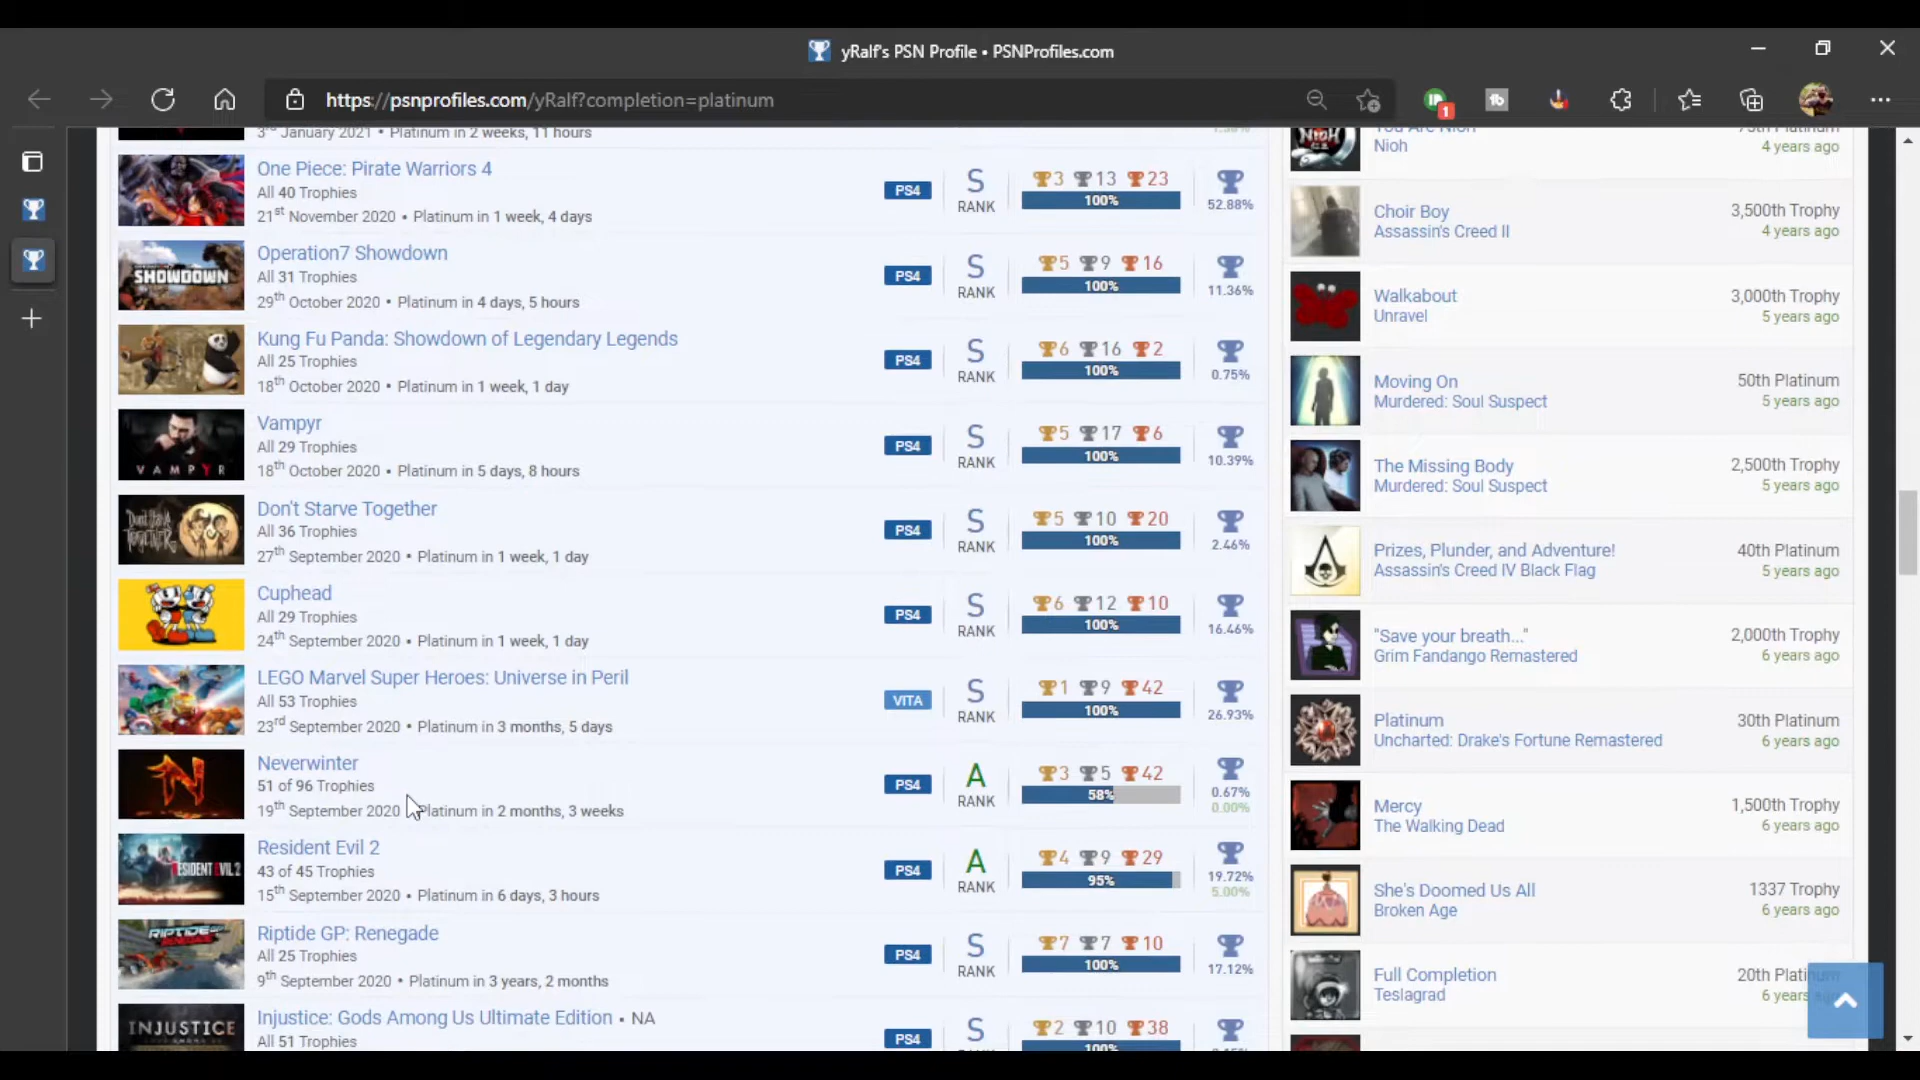 yRalf's PSN Profile • PSNProfiles.com
https://psnprofiles.com/yRalf?completion=platinum
1
3rd January 2021 • Platinum in 2 weeks, 11 hours
One Piece: Pirate Warriors 4
All 40 Trophies
21st November 2020 • Platinum in 1 week, 4 days
PS4
S RANK
3 13 23
100%
52.88%
Operation7 Showdown
All 31 Trophies
29th October 2020 • Platinum in 4 days, 5 hours
SHOWDOWN
PS4
S RANK
5 9 16
100%
11.36%
Kung Fu Panda: Showdown of Legendary Legends
All 25 Trophies
18th October 2020 • Platinum in 1 week, 1 day
PS4
S RANK
6 16 2
100%
0.75%
Vampyr
All 29 Trophies
18th October 2020 • Platinum in 5 days, 8 hours
VAMPYR
PS4
S RANK
5 17 6
100%
10.39%
Don't Starve Together
All 36 Trophies
27th September 2020 • Platinum in 1 week, 1 day
PS4
S RANK
5 10 20
100%
2.46%
Cuphead
All 29 Trophies
24th September 2020 • Platinum in 1 week, 1 day
PS4
S RANK
6 12 10
100%
16.46%
LEGO Marvel Super Heroes: Universe in Peril
All 53 Trophies
23rd September 2020 • Platinum in 3 months, 5 days
VITA
S RANK
1 9 42
100%
26.93%
Neverwinter
51 of 96 Trophies
19th September 2020 • Platinum in 2 months, 3 weeks
PS4
A RANK
3 5 42
58%
0.67%
0.00%
Resident Evil 2
43 of 45 Trophies
15th September 2020 • Platinum in 6 days, 3 hours
RESIDENT EVIL 2
PS4
A RANK
4 9 29
95%
19.72%
5.00%
Riptide GP: Renegade
All 25 Trophies
9th September 2020 • Platinum in 3 years, 2 months
RIPTIDE GP
RENEGADE
PS4
S RANK
7 7 10
100%
17.12%
Injustice: Gods Among Us Ultimate Edition • NA
All 51 Trophies
INJUSTICE
PS4
S
2 10 38
100%
You Are Nioh
Nioh
4 years ago
Choir Boy
Assassin's Creed II
3,500th Trophy
4 years ago
Walkabout
Unravel
3,000th Trophy
5 years ago
Moving On
Murdered: Soul Suspect
50th Platinum
5 years ago
The Missing Body
Murdered: Soul Suspect
2,500th Trophy
5 years ago
Prizes, Plunder, and Adventure!
Assassin's Creed IV Black Flag
40th Platinum
5 years ago
"Save your breath..."
Grim Fandango Remastered
2,000th Trophy
6 years ago
Platinum
Uncharted: Drake's Fortune Remastered
30th Platinum
6 years ago
Mercy
The Walking Dead
1,500th Trophy
6 years ago
She's Doomed Us All
Broken Age
1337 Trophy
6 years ago
Full Completion
Teslagrad
20th Platinum
6 years